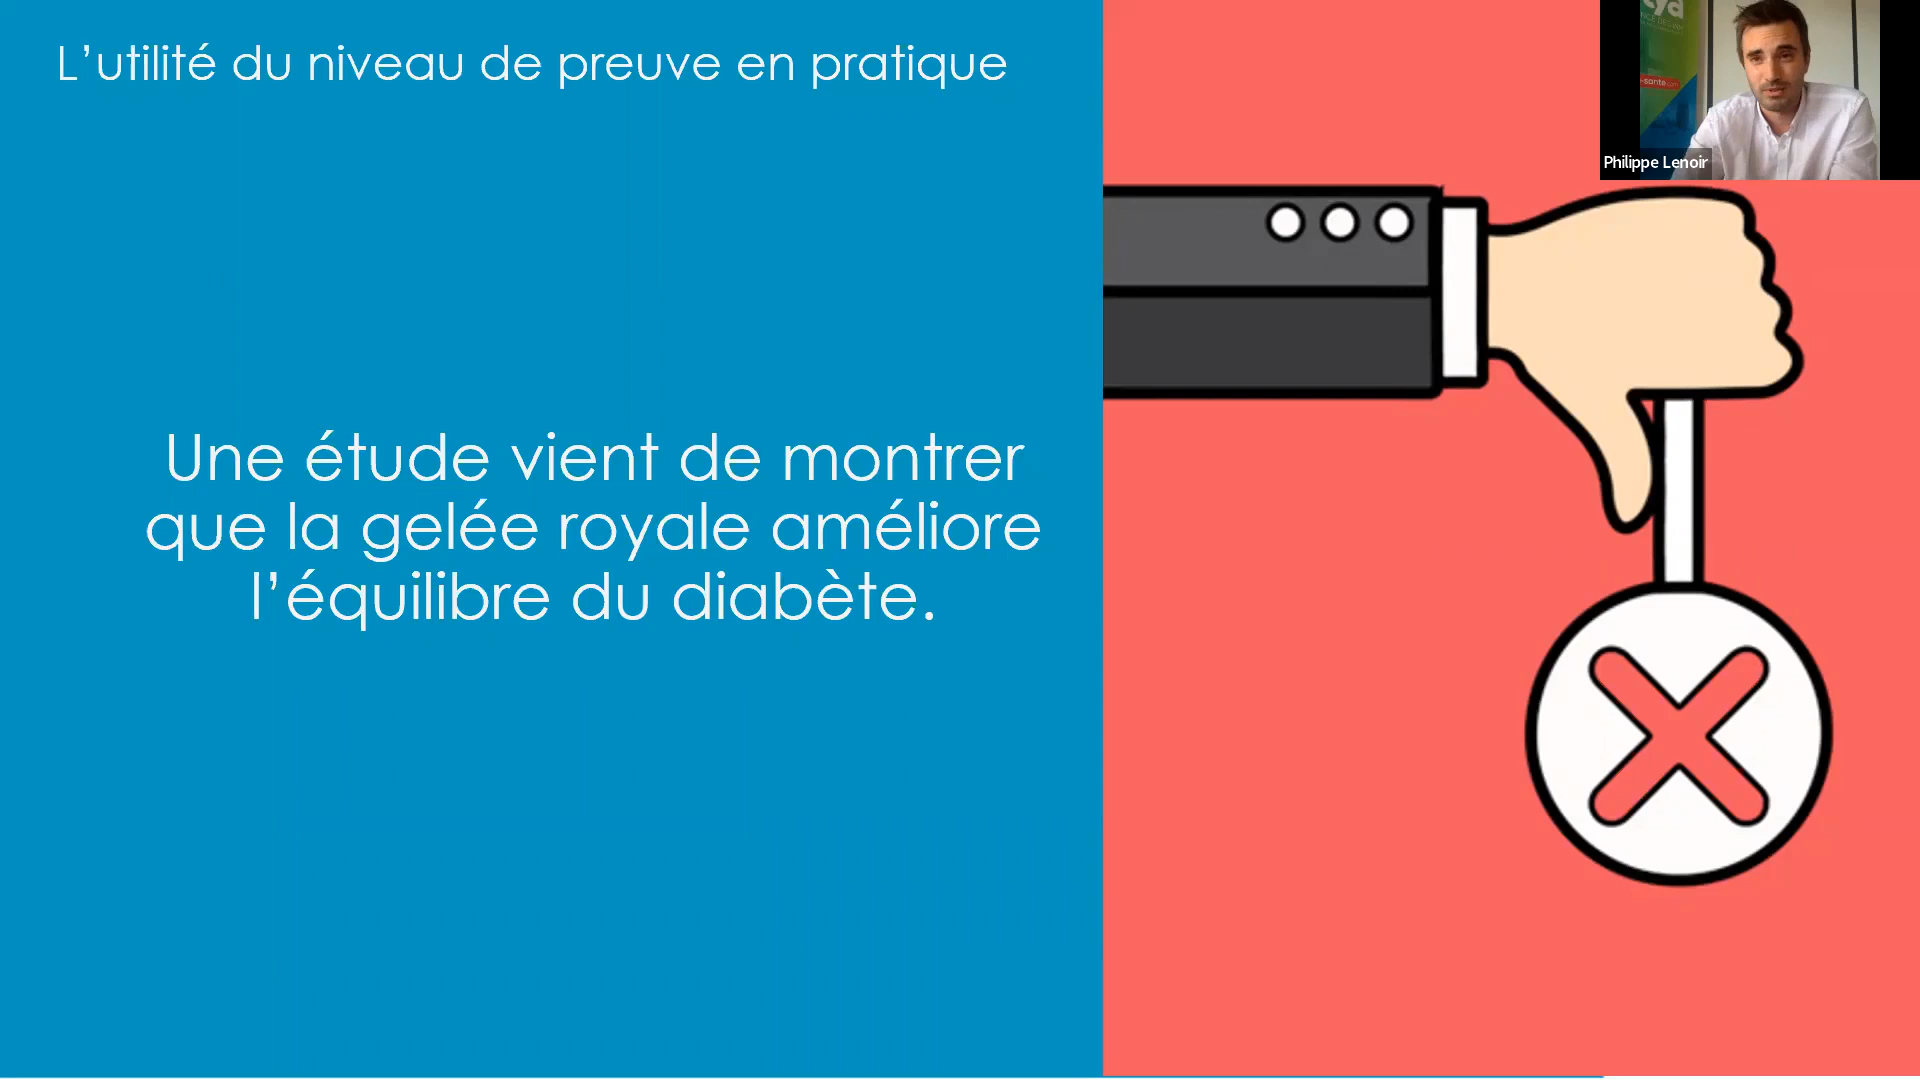 L’utilité du niveau de preuve en pratique
Une étude vient de montrer
que la gelée royale améliore
l’équilibre du diabète.
Philippe Lenoir